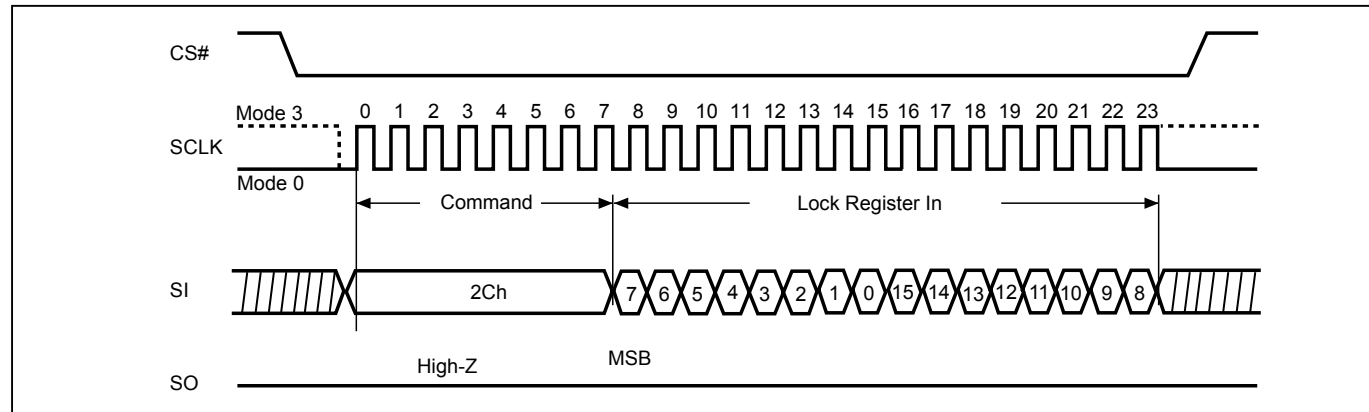 CS#
Mode 3 0 1 2 3 4 5 6 7 8 9 10 11 12 13 14 15 16 17 18 19 20 21 22 23
SCLK
Mode 0
Command Lock Register In
SI 2Ch 7 6 5 4 3 2 1 0 15 14 13 12 11 10 9 8
High-Z MSB
SO